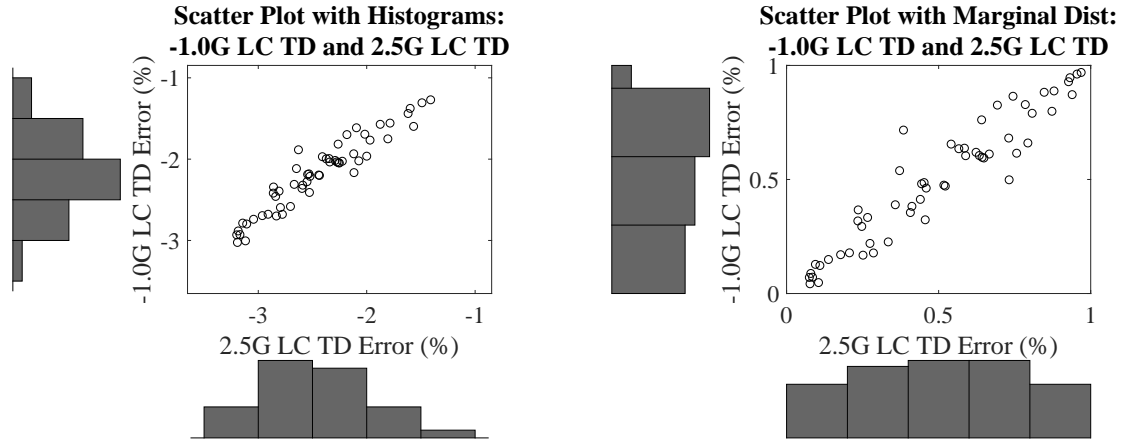 Scatter Plot with Histograms:
-1.0G LC TD and 2.5G LC TD
-1
-2
-3
-1.0G LC TD Error (%)
-3 -2 -1
2.5G LC TD Error (%)
Scatter Plot with Marginal Dist:
-1.0G LC TD and 2.5G LC TD
1
0.5
0
-1.0G LC TD Error (%)
0 0.5 1
2.5G LC TD Error (%)